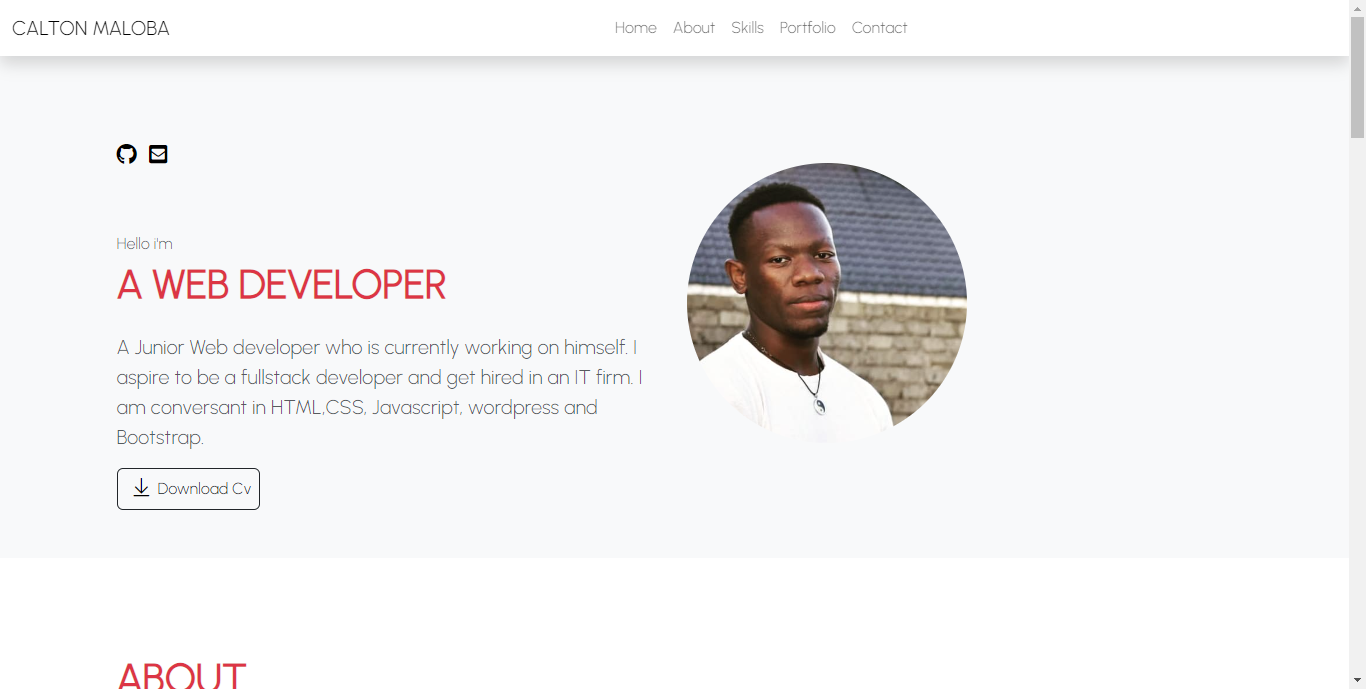 CALTON MALOBA
Home About Skills Portfolio Contact
Hello i'm
A WEB DEVELOPER
A Junior Web developer who is currently working on himself. I
aspire to be a fullstack developer and get hired in an IT firm. I
am conversant in HTML,CSS, Javascript, wordpress and
Bootstrap.
Download Cv
ABOUT